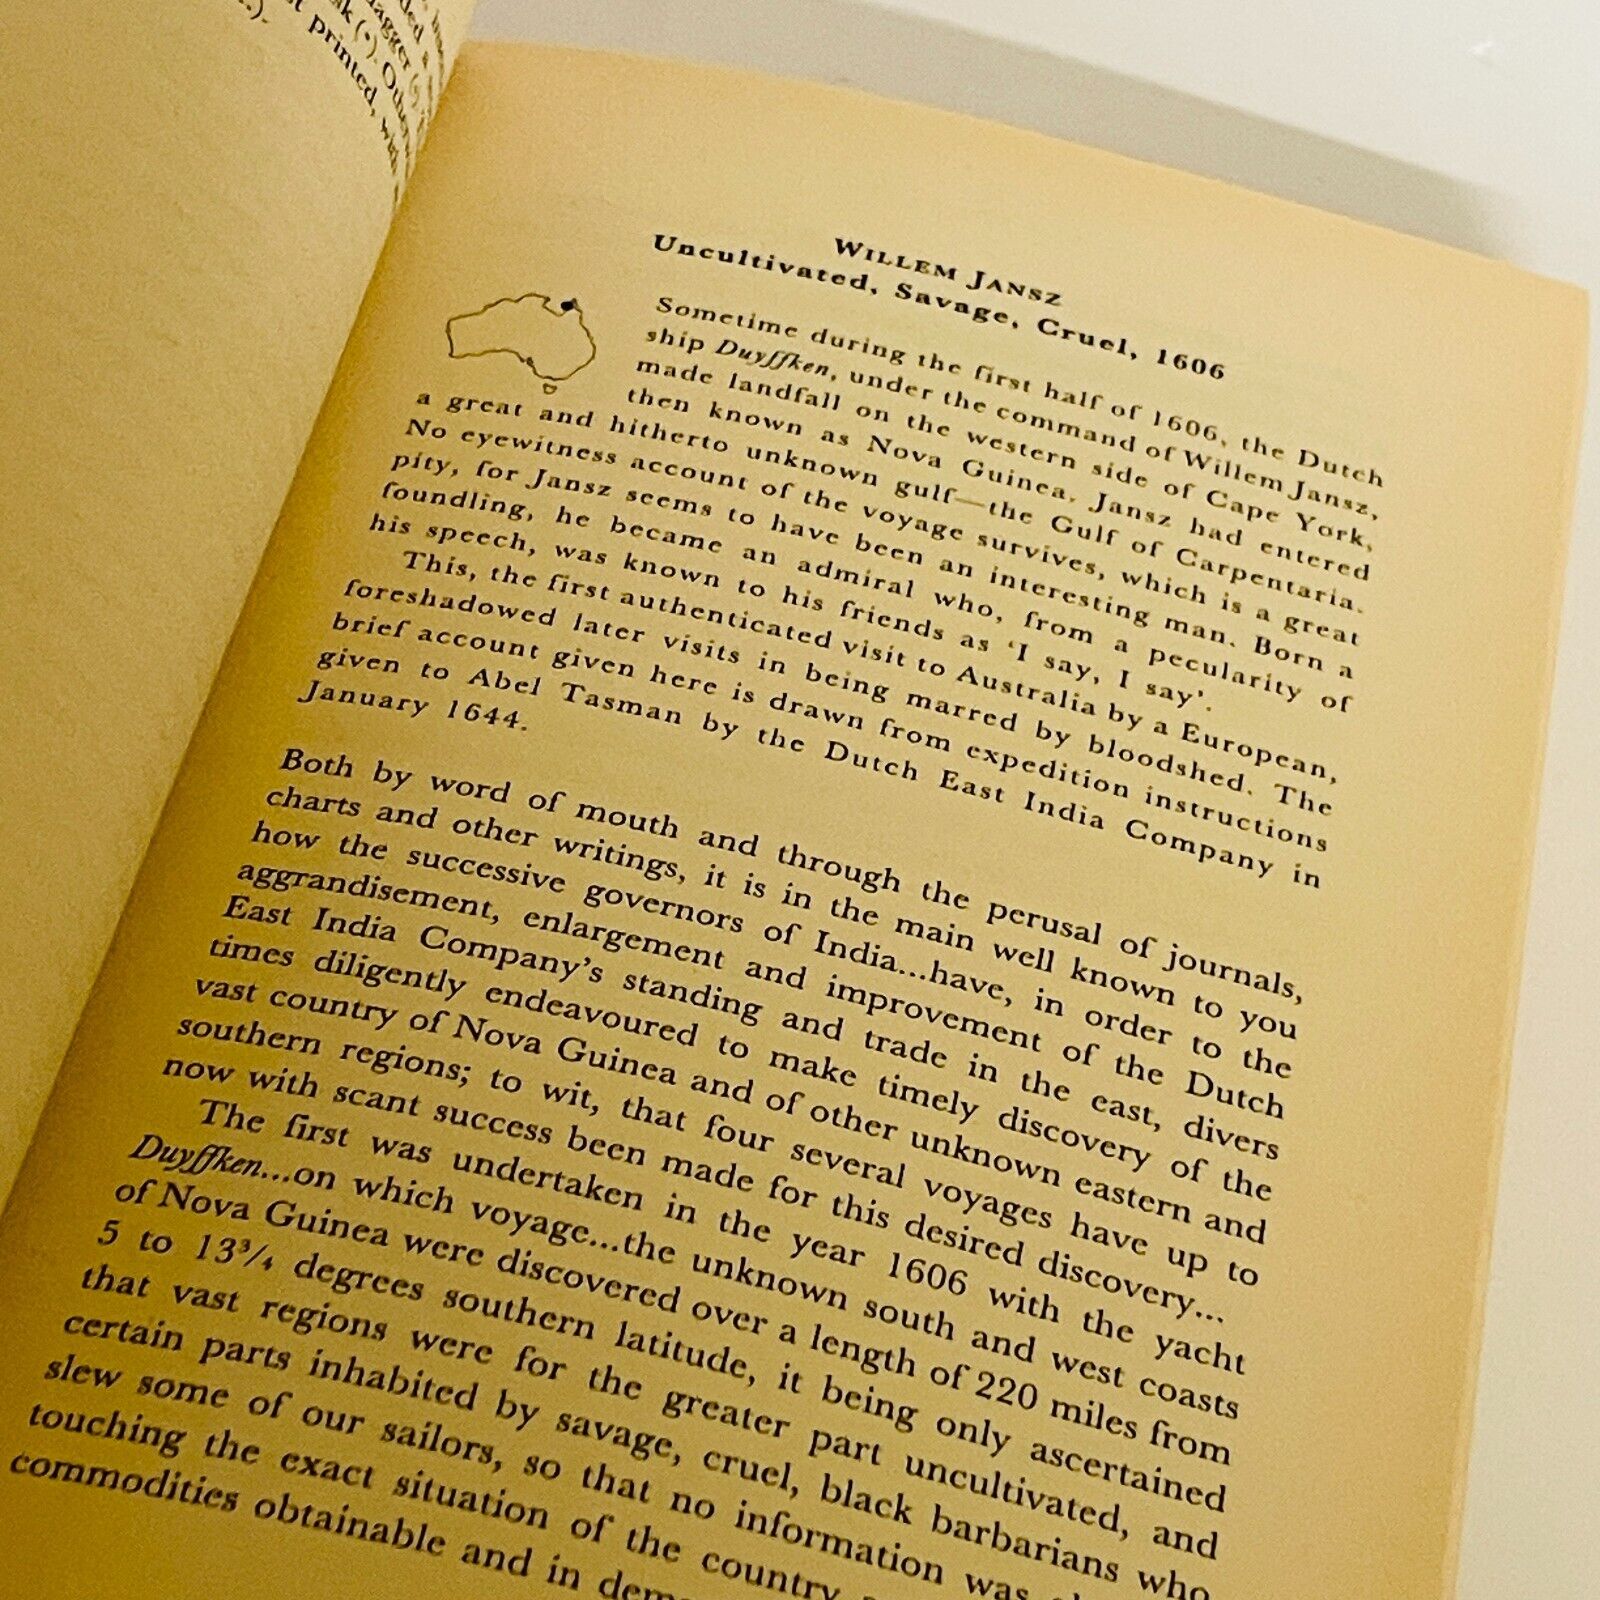 k (*). Other
printed, with
WILLEM JANSZ
Uncultivated, Savage, Cruel, 1606
Sometime during the first half of 1606, the Dutch
ship Duyffken, under the command of Willem Jansz,
made landfall on the western side of Cape York,
then known as Nova Guinea. Jansz had entered
a great and hitherto unknown gulf—the Gulf of Carpentaria.
No eyewitness account of the voyage survives, which is a great
pity, for Jansz seems to have been an interesting man. Born a
foundling, he became an admiral who, from a pecularity of
his speech, was known to his friends as 'I say, I say'.
This, the first authenticated visit to Australia by a European,
foreshadowed later visits in being marred by bloodshed. The
brief account given here is drawn from expedition instructions
given to Abel Tasman by the Dutch East India Company in
January 1644.
Both by word of mouth and through the perusal of journals,
charts and other writings, it is in the main well known to you
how the successive governors of India...have, in order to the
aggrandisement, enlargement and improvement of the Dutch
East India Company's standing and trade in the east, divers
times diligently endeavoured to make timely discovery of the
vast country of Nova Guinea and of other unknown eastern and
southern regions; to wit, that four several voyages have up to
now with scant success been made for this desired discovery...
The first was undertaken in the year 1606 with the yacht
Duyffken...on which voyage...the unknown south and west coasts
of Nova Guinea were discovered over a length of 220 miles from
5 to 13¾ degrees southern latitude, it being only ascertained
that vast regions were for the greater part uncultivated, and
certain parts inhabited by savage, cruel, black barbarians who
slew some of our sailors, so that no information was
touching the exact situation of the country
commodities obtainable and in